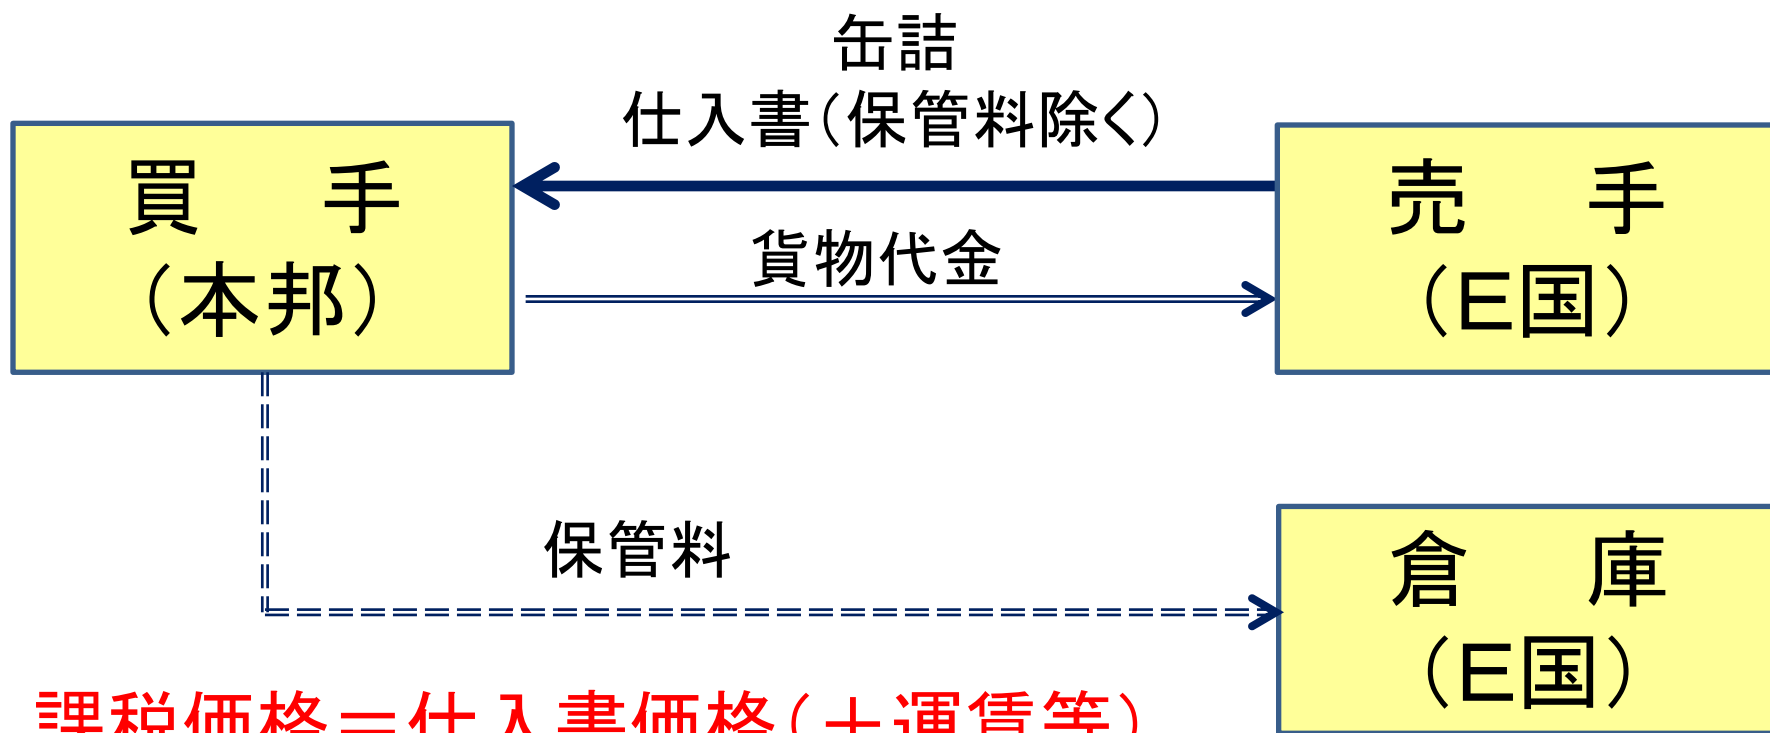 缶詰
仕入書（保管料除く）
買　手
（本邦）
売　手
（E国）
貨物代金
保管料
倉　庫
（E国）
課税価格＝仕入書価格（＋運賃等）